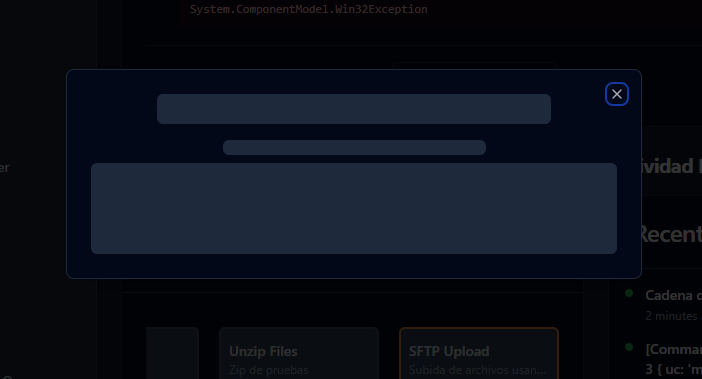 System.ComponentModel.Win32Exception
er
ividad
Recent
Cadena
2 minutes
[Comman
3 { uc: 'm
Unzip Files
Zip de pruebas
SFTP Upload
Subida de archivos usan...